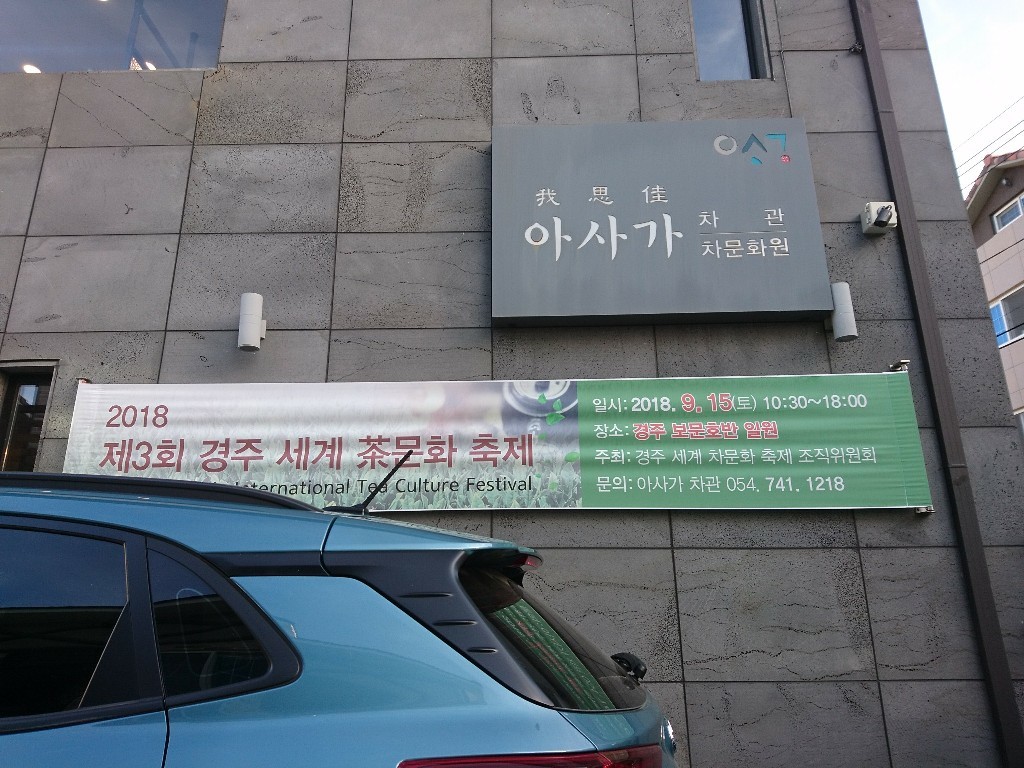 아사가
我思佳
아사가 차관
차문화원
2018
제3회 경주 세계 茶문화 축제
International Tea Culture Festival
일시: 2018. 9. 15(토) 10:30~18:00
장소: 경주 보문호반 일원
주최: 경주 세계 차문화 축제 조직위원회
문의: 아사가 차관 054. 741. 1218